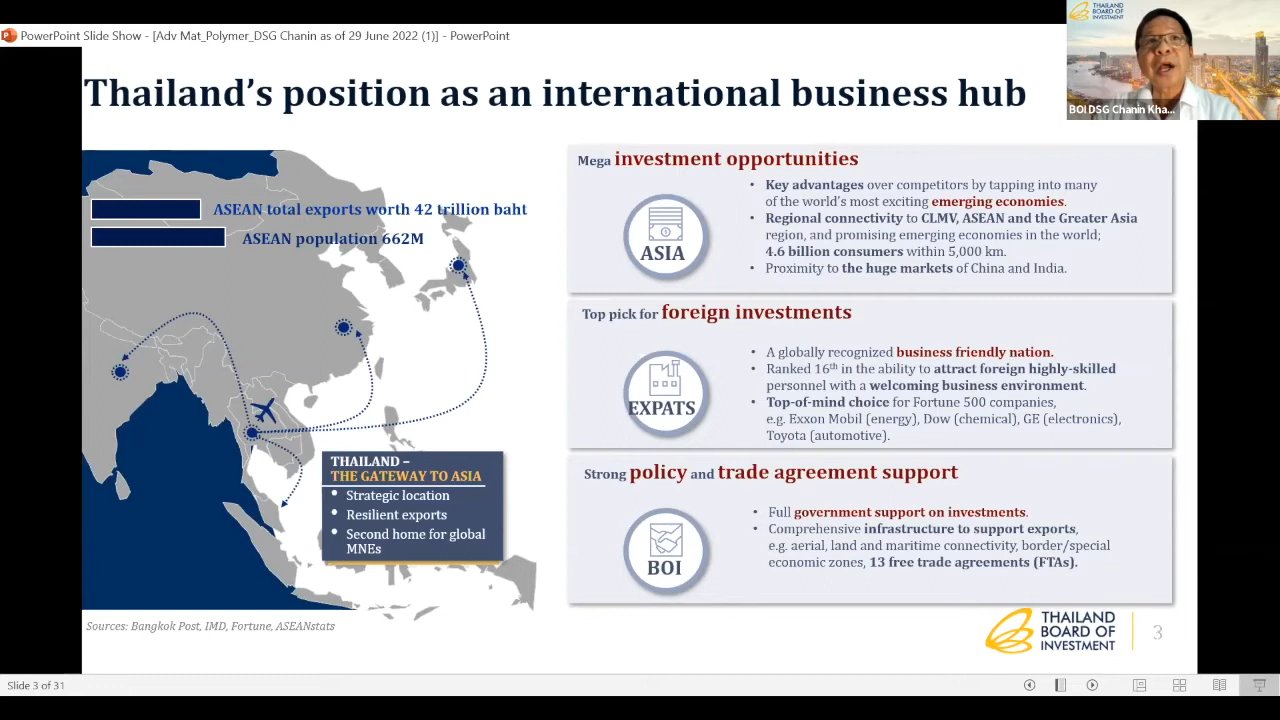 PowerPoint Slide Show - [Adv Mat_Polymer_DSG Chanin as of 29 June 2022 (1)] - PowerPoint
THAILAND
BOARD OF
INVESTMENT
BOI DSG Chanin Kha...
Thailand's position as an international business hub
ASEAN total exports worth 42 trillion baht
ASEAN population 662M
THAILAND –
THE GATEWAY TO ASIA
• Strategic location
• Resilient exports
• Second home for global
MNEs
Mega investment opportunities
ASIA
• Key advantages over competitors by tapping into many
of the world's most exciting emerging economies.
• Regional connectivity to CLMV, ASEAN and the Greater Asia
region, and promising emerging economies in the world;
4.6 billion consumers within 5,000 km.
• Proximity to the huge markets of China and India.
Top pick for foreign investments
EXPATS
• A globally recognized business friendly nation.
• Ranked 16th in the ability to attract foreign highly-skilled
personnel with a welcoming business environment.
• Top-of-mind choice for Fortune 500 companies,
e.g. Exxon Mobil (energy), Dow (chemical), GE (electronics),
Toyota (automotive).
Strong policy and trade agreement support
BOI
• Full government support on investments.
• Comprehensive infrastructure to support exports,
e.g. aerial, land and maritime connectivity, border/special
economic zones, 13 free trade agreements (FTAs).
Sources: Bangkok Post, IMD, Fortune, ASEANstats
THAILAND
BOARD OF
INVESTMENT
3
Slide 3 of 31